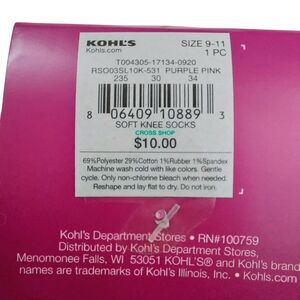 KOHL'S SIZE 9-11
Kohls.com 1 PC
T004305-17134-0920
RSO03SL10K-531 PURPLE PINK
235 30 34
8 06409 10889 3
SOFT KNEE SOCKS
CROSS SHOP
$10.00
69%Polyester 29%Cotton 1%Rubber 1%Spandex
Machine wash cold with like colors. Gentle
cycle. Only non-chlorine bleach when needed.
Reshape and lay flat to dry. Do not iron.
Kohl's Department Stores • RN#100759
Distributed by Kohl's Department Stores,
Menomonee Falls, WI 53051 KOHL'S® and Kohl's brand
names are trademarks of Kohl's Illinois, Inc. • Kohls.com